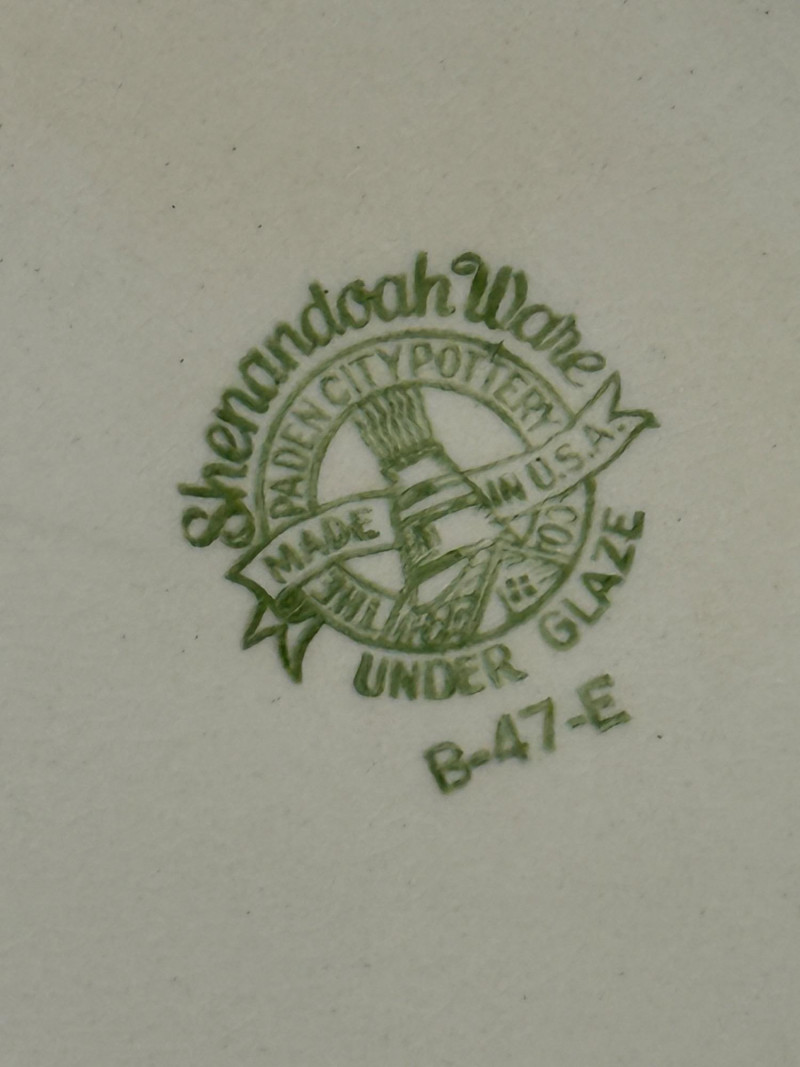 Shenandoah Ware
THE PADEN CITY POTTERY CO.
MADE IN U.S.A.
UNDER GLAZE
B-47-E